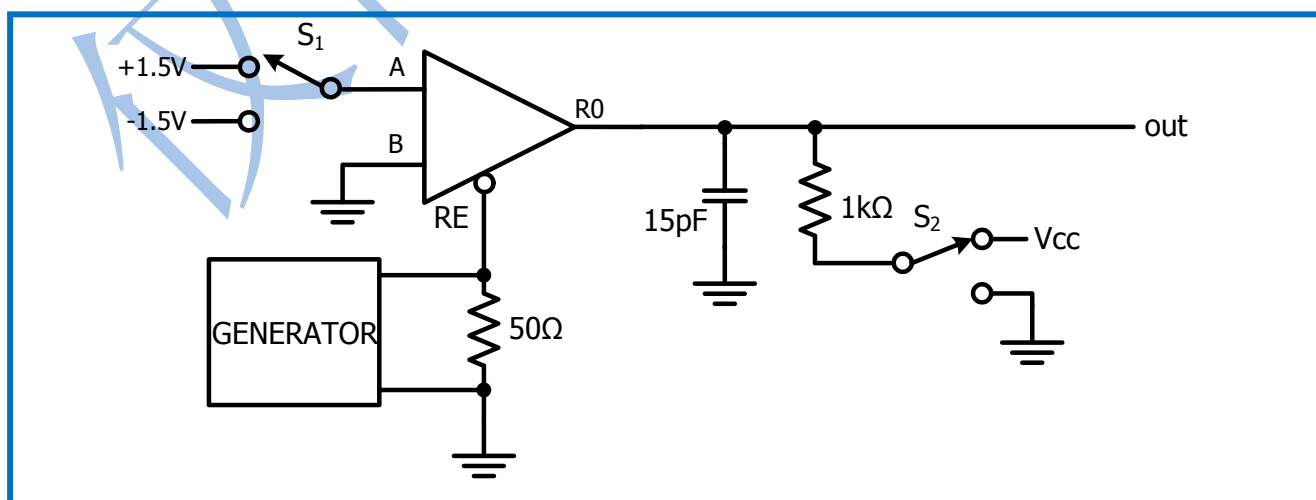 S1
+1.5V
-1.5V
A
B
R0
out
RE
15pF
1kΩ
S2
Vcc
GENERATOR
50Ω